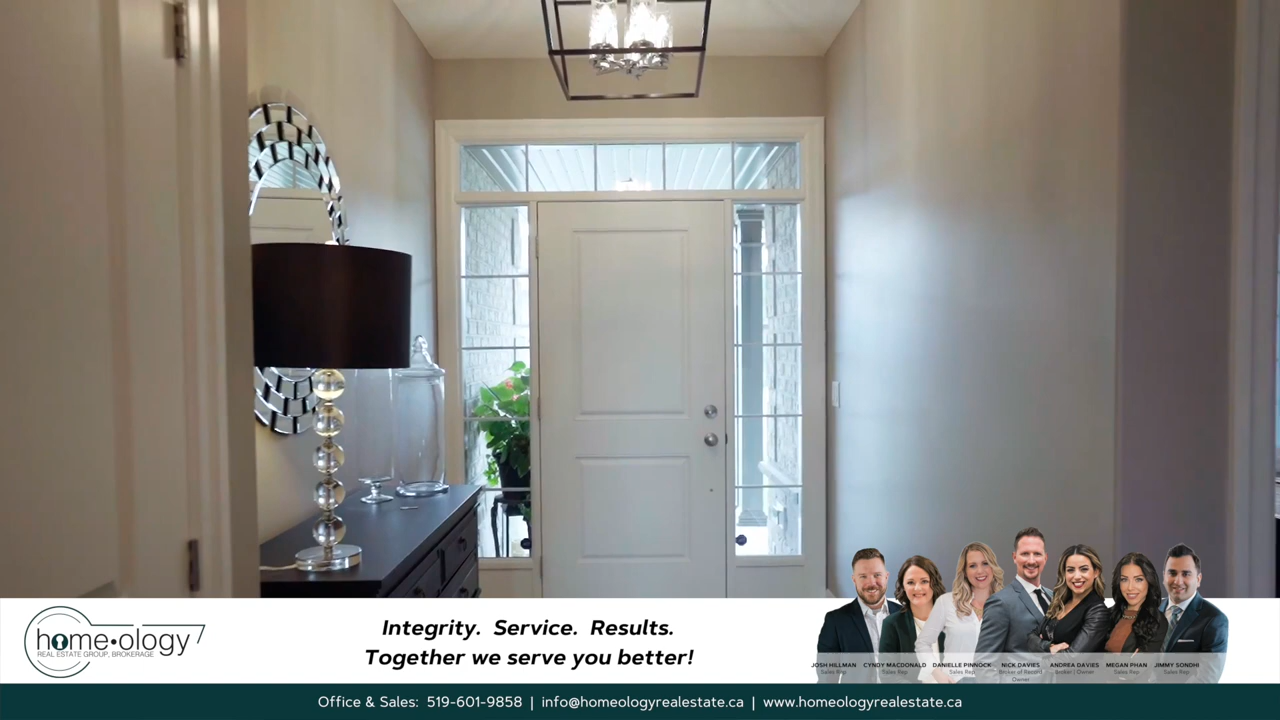 home•ology
REAL ESTATE GROUP, BROKERAGE
Integrity. Service. Results.
Together we serve you better!
JOSH HILLMAN CYNDY MACDONALD DANIELLE PINNOCK NICK DAVIES ANDREA DAVIES MEGAN PHAN JIMMY SONDHI
Sales Rep Sales Rep Sales Rep Broker of Record Broker / Owner Sales Rep Sales Rep
Owner
Office & Sales: 519-601-9858 | info@homeologyrealestate.ca | www.homeologyrealestate.ca